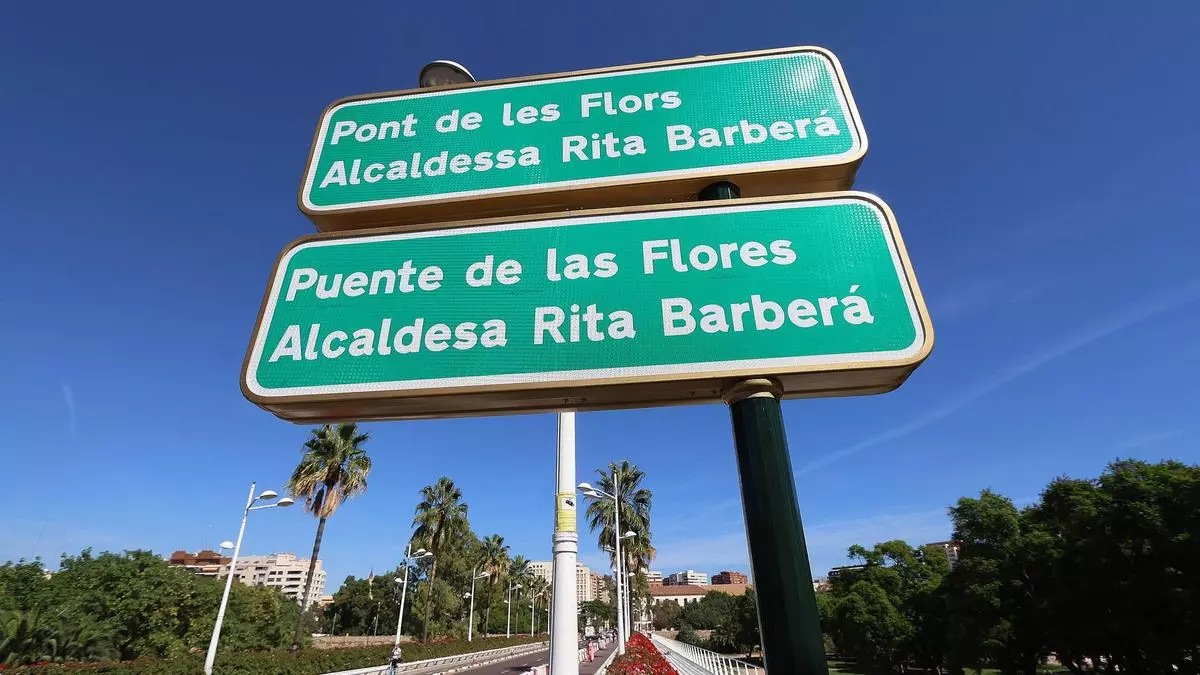 Pont de les Flors
Alcaldessa Rita Barberá
Puente de las Flores
Alcaldesa Rita Barberá